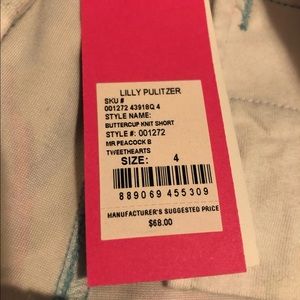 LILLY PULITZER
SKU #
001272 43918Q 4
STYLE NAME:
BUTTERCUP KNIT SHORT
STYLE #: 001272
MR PEACOCK B
TWEETHEARTS
SIZE: 4
889069 455309
MANUFACTURER'S SUGGESTED PRICE
$68.00